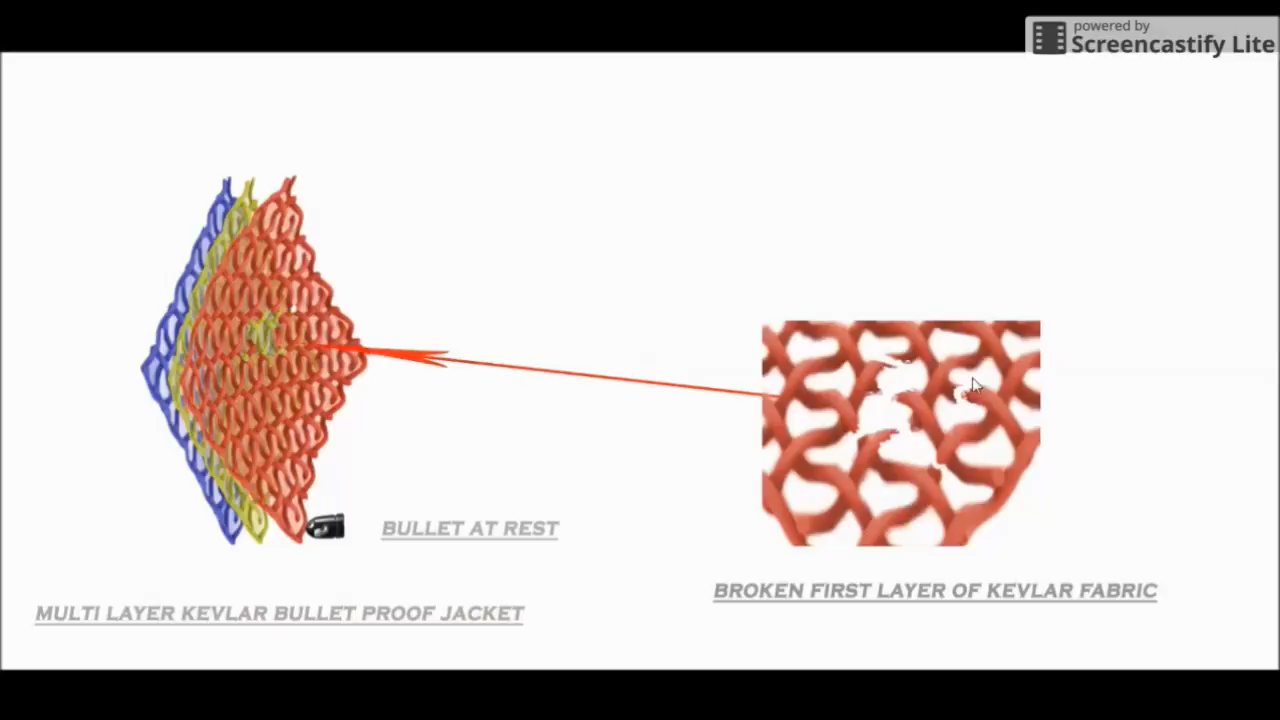 powered by
Screencastify Lite
BULLET AT REST
BROKEN FIRST LAYER OF KEVLAR FABRIC
MULTI LAYER KEVLAR BULLET PROOF JACKET